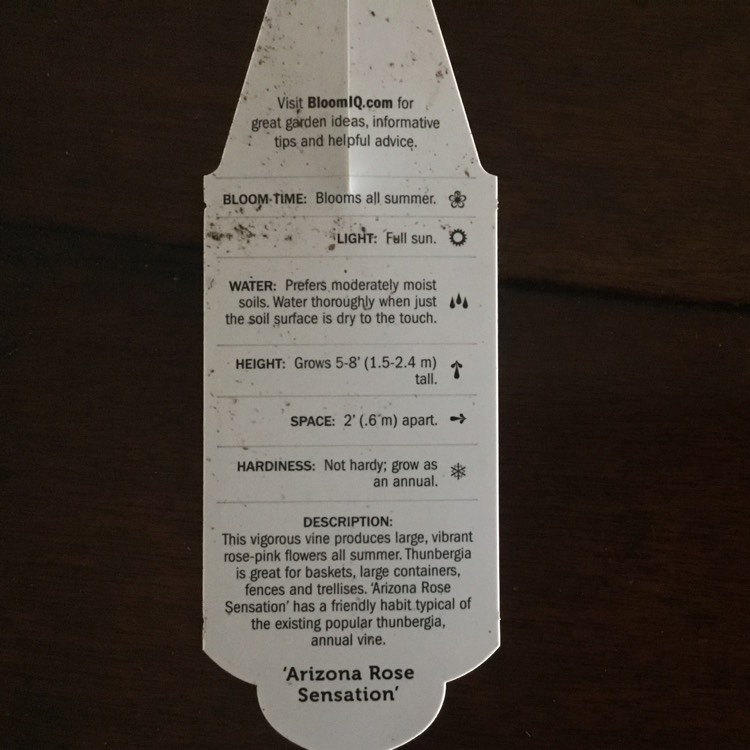 Visit BloomIQ.com for
great garden ideas, informative
tips and helpful advice.
BLOOM-TIME: Blooms all summer.
LIGHT: Full sun.
WATER: Prefers moderately moist
soils. Water thoroughly when just
the soil surface is dry to the touch.
HEIGHT: Grows 5-8' (1.5-2.4 m)
tall.
SPACE: 2' (.6 m) apart.
HARDINESS: Not hardy; grow as
an annual.
DESCRIPTION:
This vigorous vine produces large, vibrant
rose-pink flowers all summer. Thunbergia
is great for baskets, large containers,
fences and trellises. 'Arizona Rose
Sensation' has a friendly habit typical of
the existing popular thunbergia,
annual vine.
'Arizona Rose
Sensation'